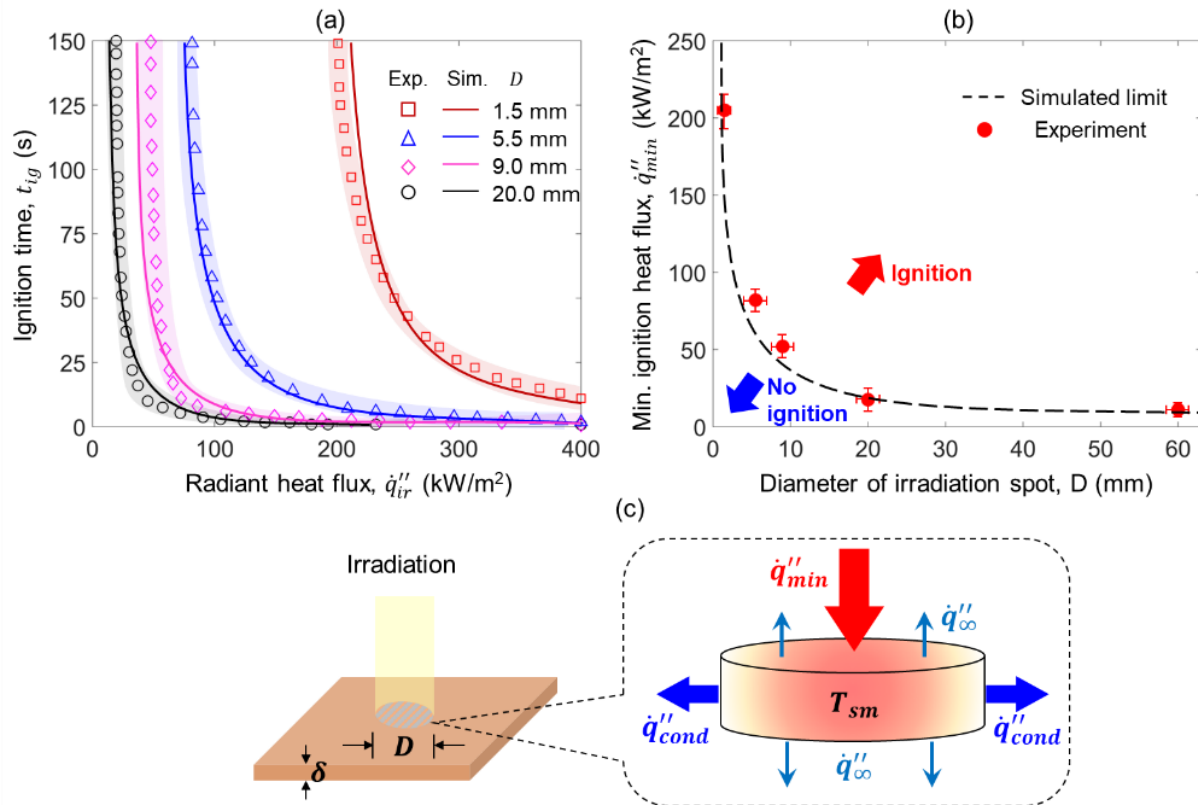 (a)
150
125
100
75
50
25
0
Ignition time, t_ig (s)
0 100 200 300 400
Radiant heat flux, q̇″_ir (kW/m²)
Exp. Sim. D
1.5 mm
5.5 mm
9.0 mm
20.0 mm
(b)
250
200
150
100
50
0
Min. ignition heat flux, q̇″_min (kW/m²)
0 10 20 30 40 50 60
Diameter of irradiation spot, D (mm)
Simulated limit
Experiment
Ignition
No
ignition
(c)
Irradiation
D
δ
q̇″_min
q̇″_∞
T_sm
q̇″_cond
q̇″_cond
q̇″_∞